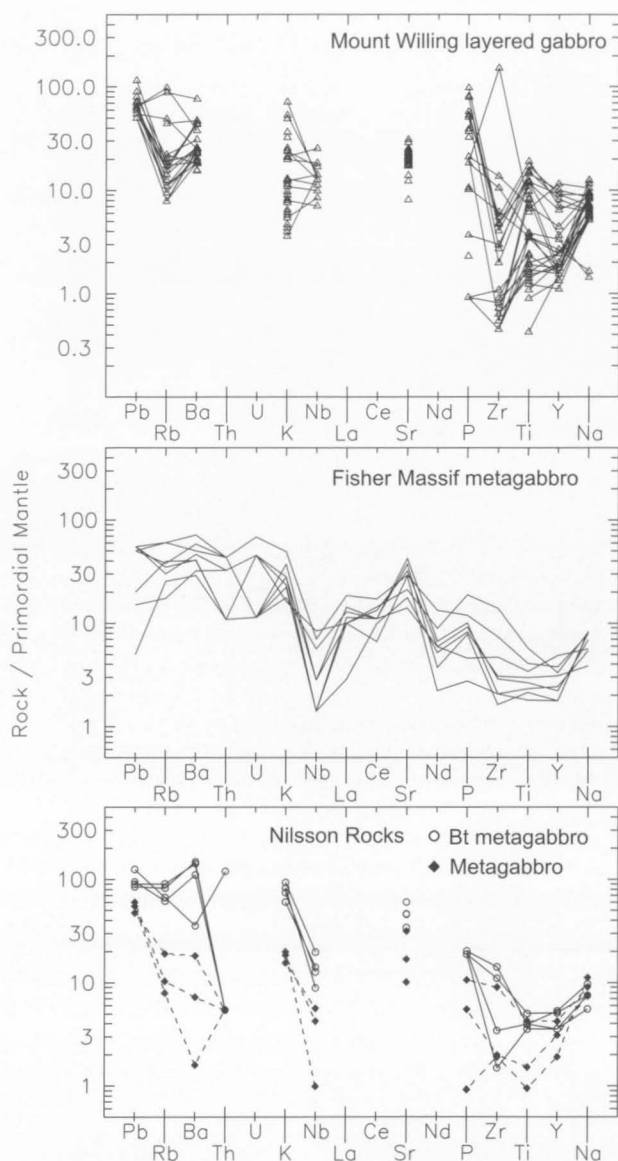 Mount Willing layered gabbro
300.0
100.0
30.0
10.0
3.0
1.0
0.3
Pb Ba U Nb Ce Nd Zr Y
Rb Th K La Sr P Ti Na
Rock / Primordial Mantle
Fisher Massif metagabbro
300
100
30
10
3
1
Pb Ba U Nb Ce Nd Zr Y
Rb Th K La Sr P Ti Na
Nilsson Rocks
Bt metagabbro
Metagabbro
300
100
30
10
3
1
Pb Ba U Nb Ce Nd Zr Y
Rb Th K La Sr P Ti Na